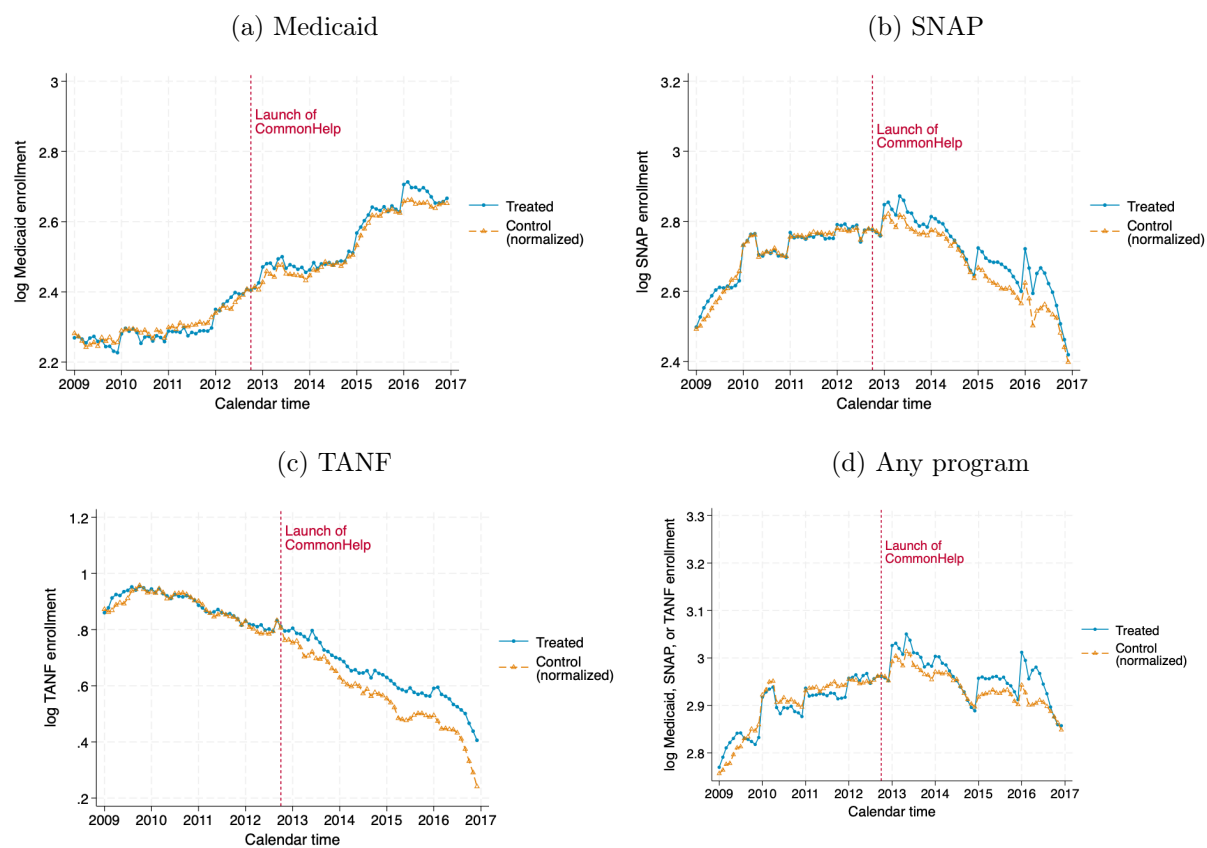 (a) Medicaid
3
2.8
2.6
2.4
2.2
log Medicaid enrollment
Launch of
CommonHelp
2009 2010 2011 2012 2013 2014 2015 2016 2017
Calendar time
Treated
Control
(normalized)
(b) SNAP
3.2
3
2.8
2.6
2.4
log SNAP enrollment
Launch of
CommonHelp
2009 2010 2011 2012 2013 2014 2015 2016 2017
Calendar time
Treated
Control
(normalized)
(c) TANF
1.2
1
.8
.6
.4
.2
log TANF enrollment
Launch of
CommonHelp
2009 2010 2011 2012 2013 2014 2015 2016 2017
Calendar time
Treated
Control
(normalized)
(d) Any program
3.3
3.2
3.1
3.0
2.9
2.8
log Medicaid, SNAP, or TANF enrollment
Launch of
CommonHelp
2009 2010 2011 2012 2013 2014 2015 2016 2017
Calendar time
Treated
Control
(normalized)